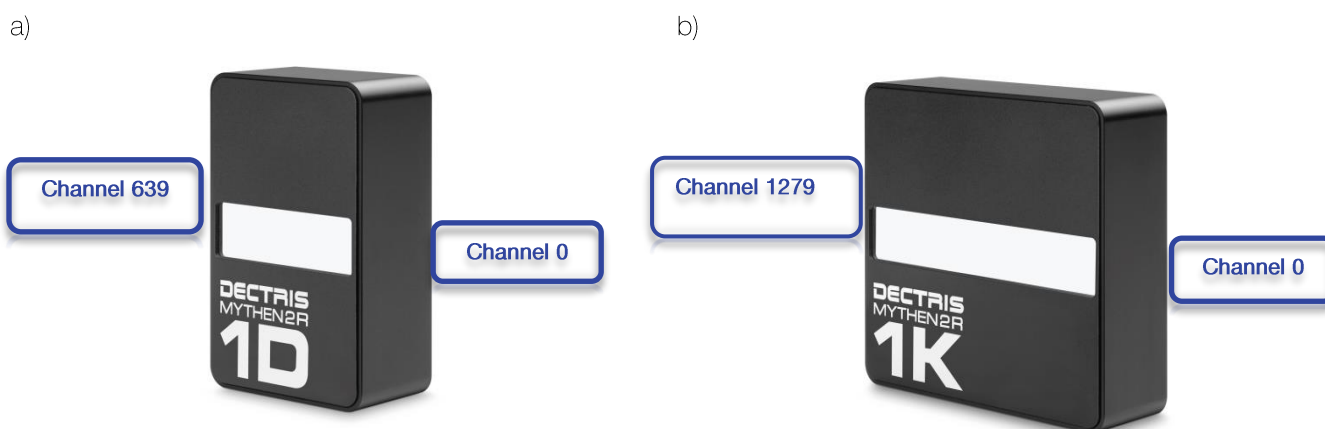 a)
b)
Channel 639
Channel 1279
Channel 0
Channel 0
DECTRIS
MYTHEN2R
1D
DECTRIS
MYTHEN2R
1K